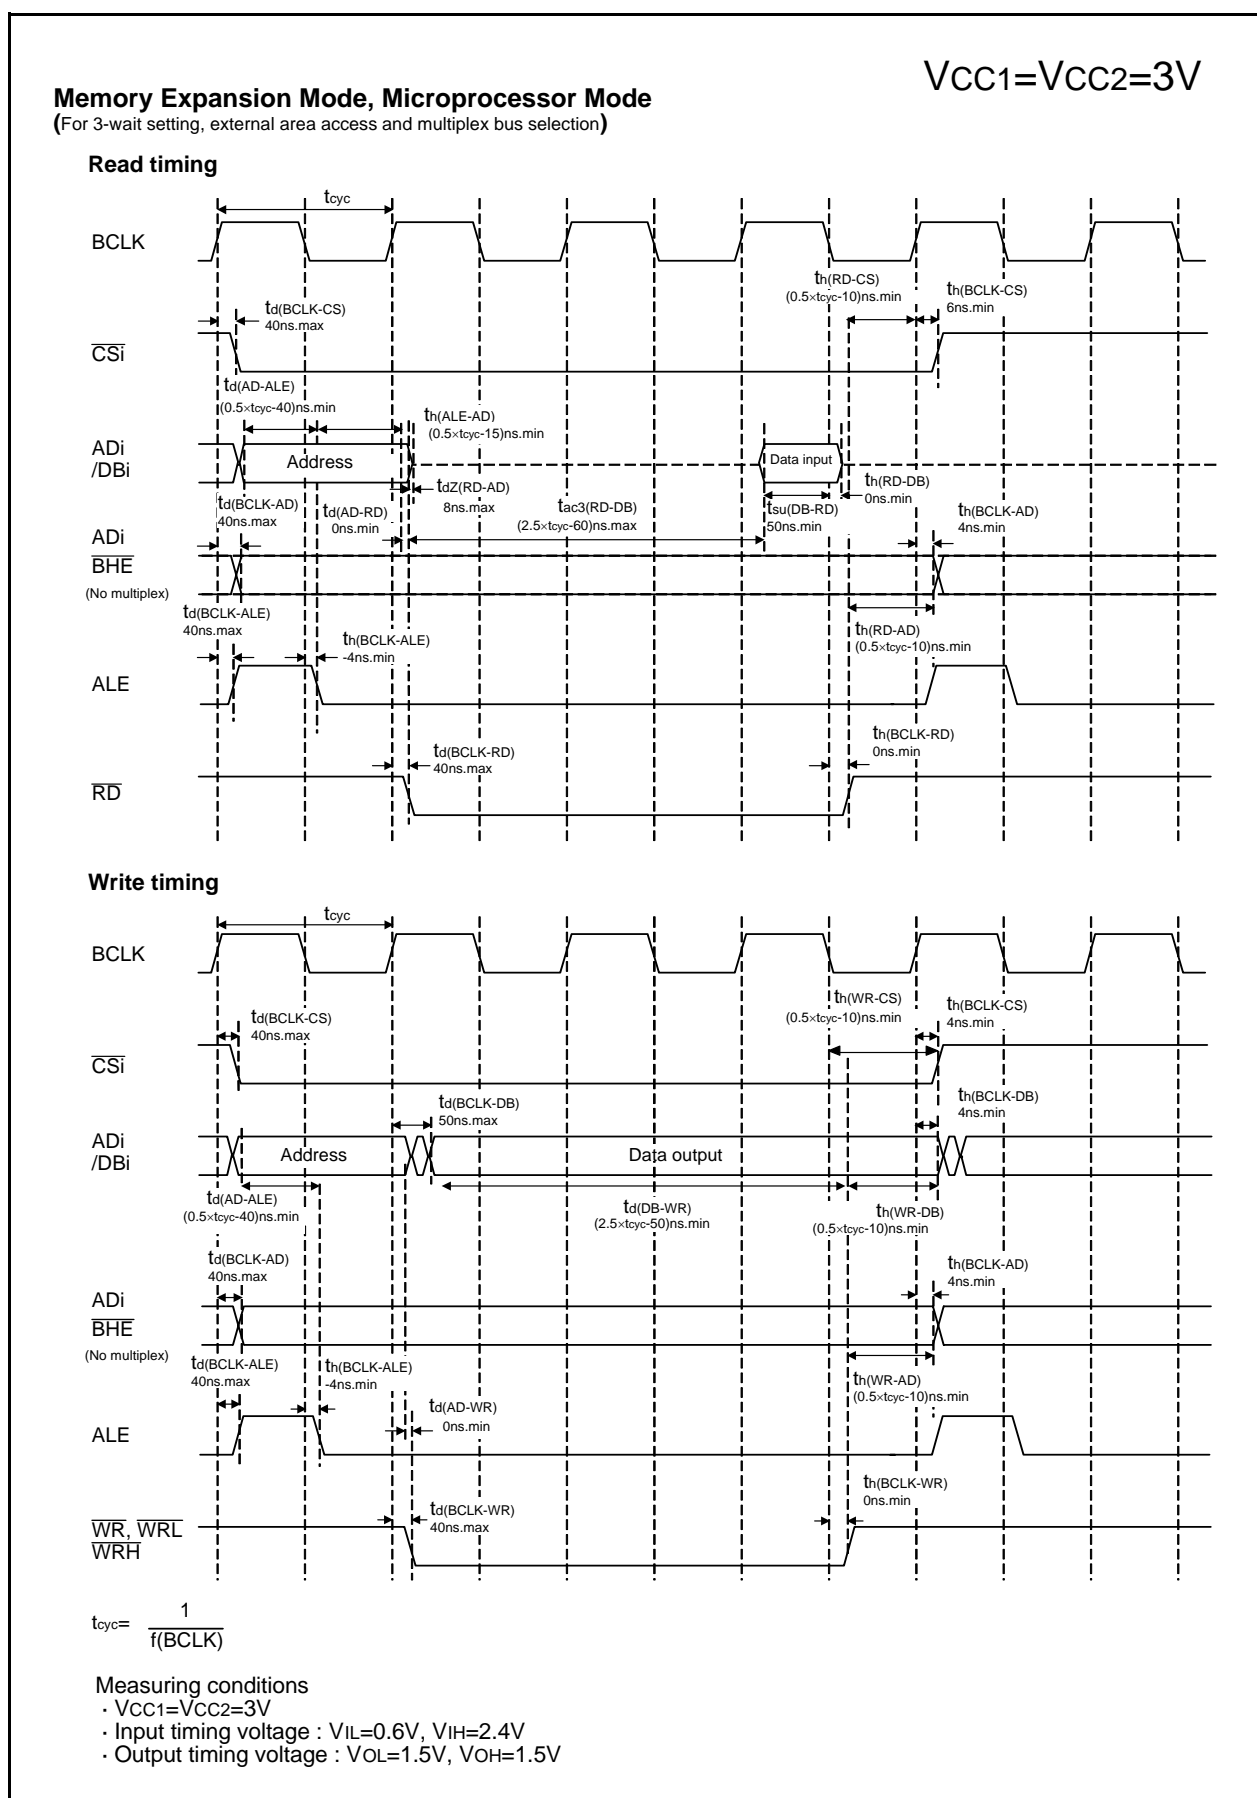 VCC1=VCC2=3V
Memory Expansion Mode, Microprocessor Mode
(For 3-wait setting, external area access and multiplex bus selection)
Read timing
tcyc
BCLK
th(RD-CS)
(0.5×tcyc-10)ns.min
th(BCLK-CS)
6ns.min
td(BCLK-CS)
40ns.max
CSi
td(AD-ALE)
(0.5×tcyc-40)ns.min
th(ALE-AD)
(0.5×tcyc-15)ns.min
ADi
/DBi
Address
Data input
tdZ(RD-AD)
8ns.max
th(RD-DB)
0ns.min
td(BCLK-AD)
40ns.max
td(AD-RD)
0ns.min
tac3(RD-DB)
(2.5×tcyc-60)ns.max
tsu(DB-RD)
50ns.min
th(BCLK-AD)
4ns.min
ADi
BHE
(No multiplex)
td(BCLK-ALE)
40ns.max
th(BCLK-ALE)
-4ns.min
th(RD-AD)
(0.5×tcyc-10)ns.min
ALE
td(BCLK-RD)
40ns.max
th(BCLK-RD)
0ns.min
RD
Write timing
tcyc
BCLK
th(WR-CS)
(0.5×tcyc-10)ns.min
th(BCLK-CS)
4ns.min
td(BCLK-CS)
40ns.max
CSi
td(BCLK-DB)
50ns.max
th(BCLK-DB)
4ns.min
ADi
/DBi
Address
Data output
td(AD-ALE)
(0.5×tcyc-40)ns.min
td(DB-WR)
(2.5×tcyc-50)ns.min
th(WR-DB)
(0.5×tcyc-10)ns.min
td(BCLK-AD)
40ns.max
th(BCLK-AD)
4ns.min
ADi
BHE
(No multiplex)
td(BCLK-ALE)
40ns.max
th(BCLK-ALE)
-4ns.min
th(WR-AD)
(0.5×tcyc-10)ns.min
td(AD-WR)
0ns.min
ALE
th(BCLK-WR)
0ns.min
td(BCLK-WR)
40ns.max
WR, WRL
WRH
tcyc= 1
f(BCLK)
Measuring conditions
· VCC1=VCC2=3V
· Input timing voltage : VIL=0.6V, VIH=2.4V
· Output timing voltage : VOL=1.5V, VOH=1.5V